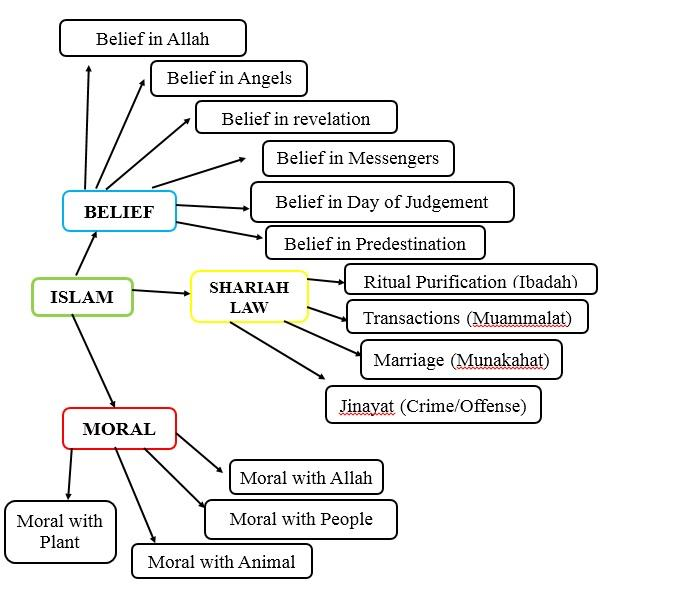 Belief in Allah
Belief in Angels
Belief in revelation
Belief in Messengers
Belief in Day of Judgement
BELIEF
Belief in Predestination
Ritual Purification (Ibadah)
ISLAM
SHARIAH
LAW
Transactions (Muammalat)
Marriage (Munakahat)
Jinayat (Crime/Offense)
MORAL
Moral with Allah
Moral with People
Moral with
Plant
Moral with Animal